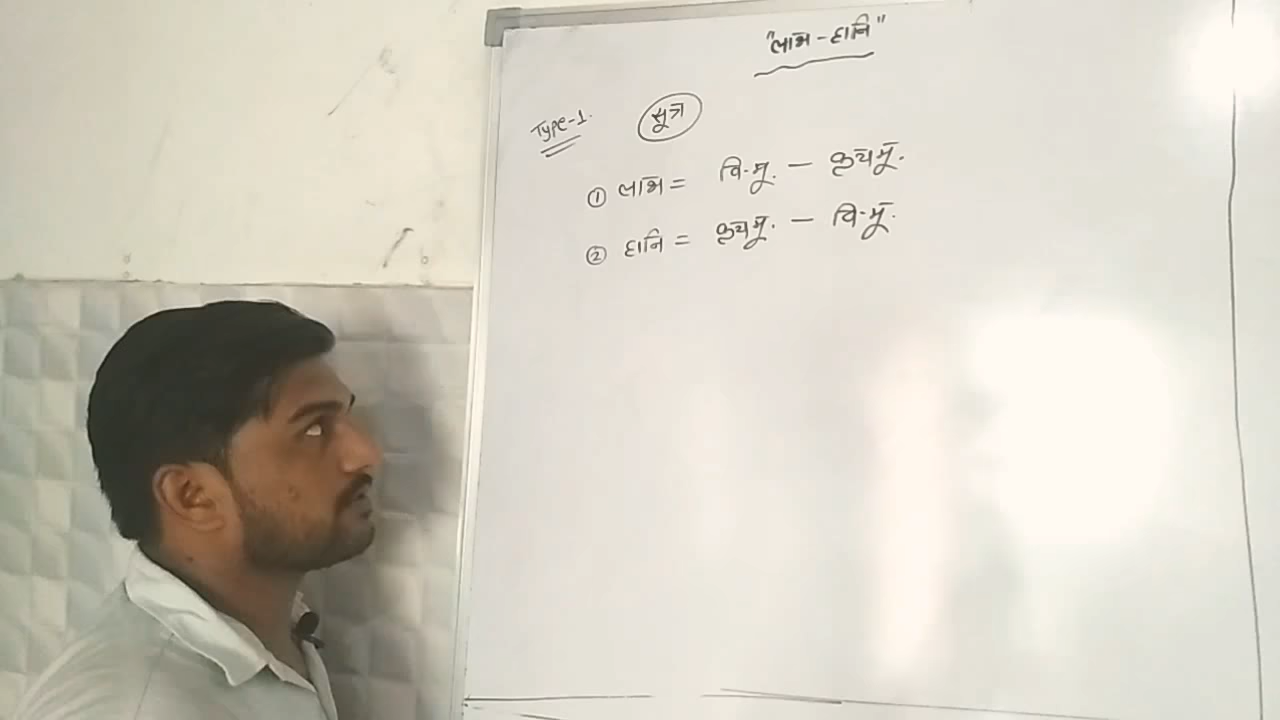 "लाभ - हानि"
Type-1. सूत्र
① लाभ = वि.मू. - क्रयमू.
② हानि = क्रयमू. - वि.मू.